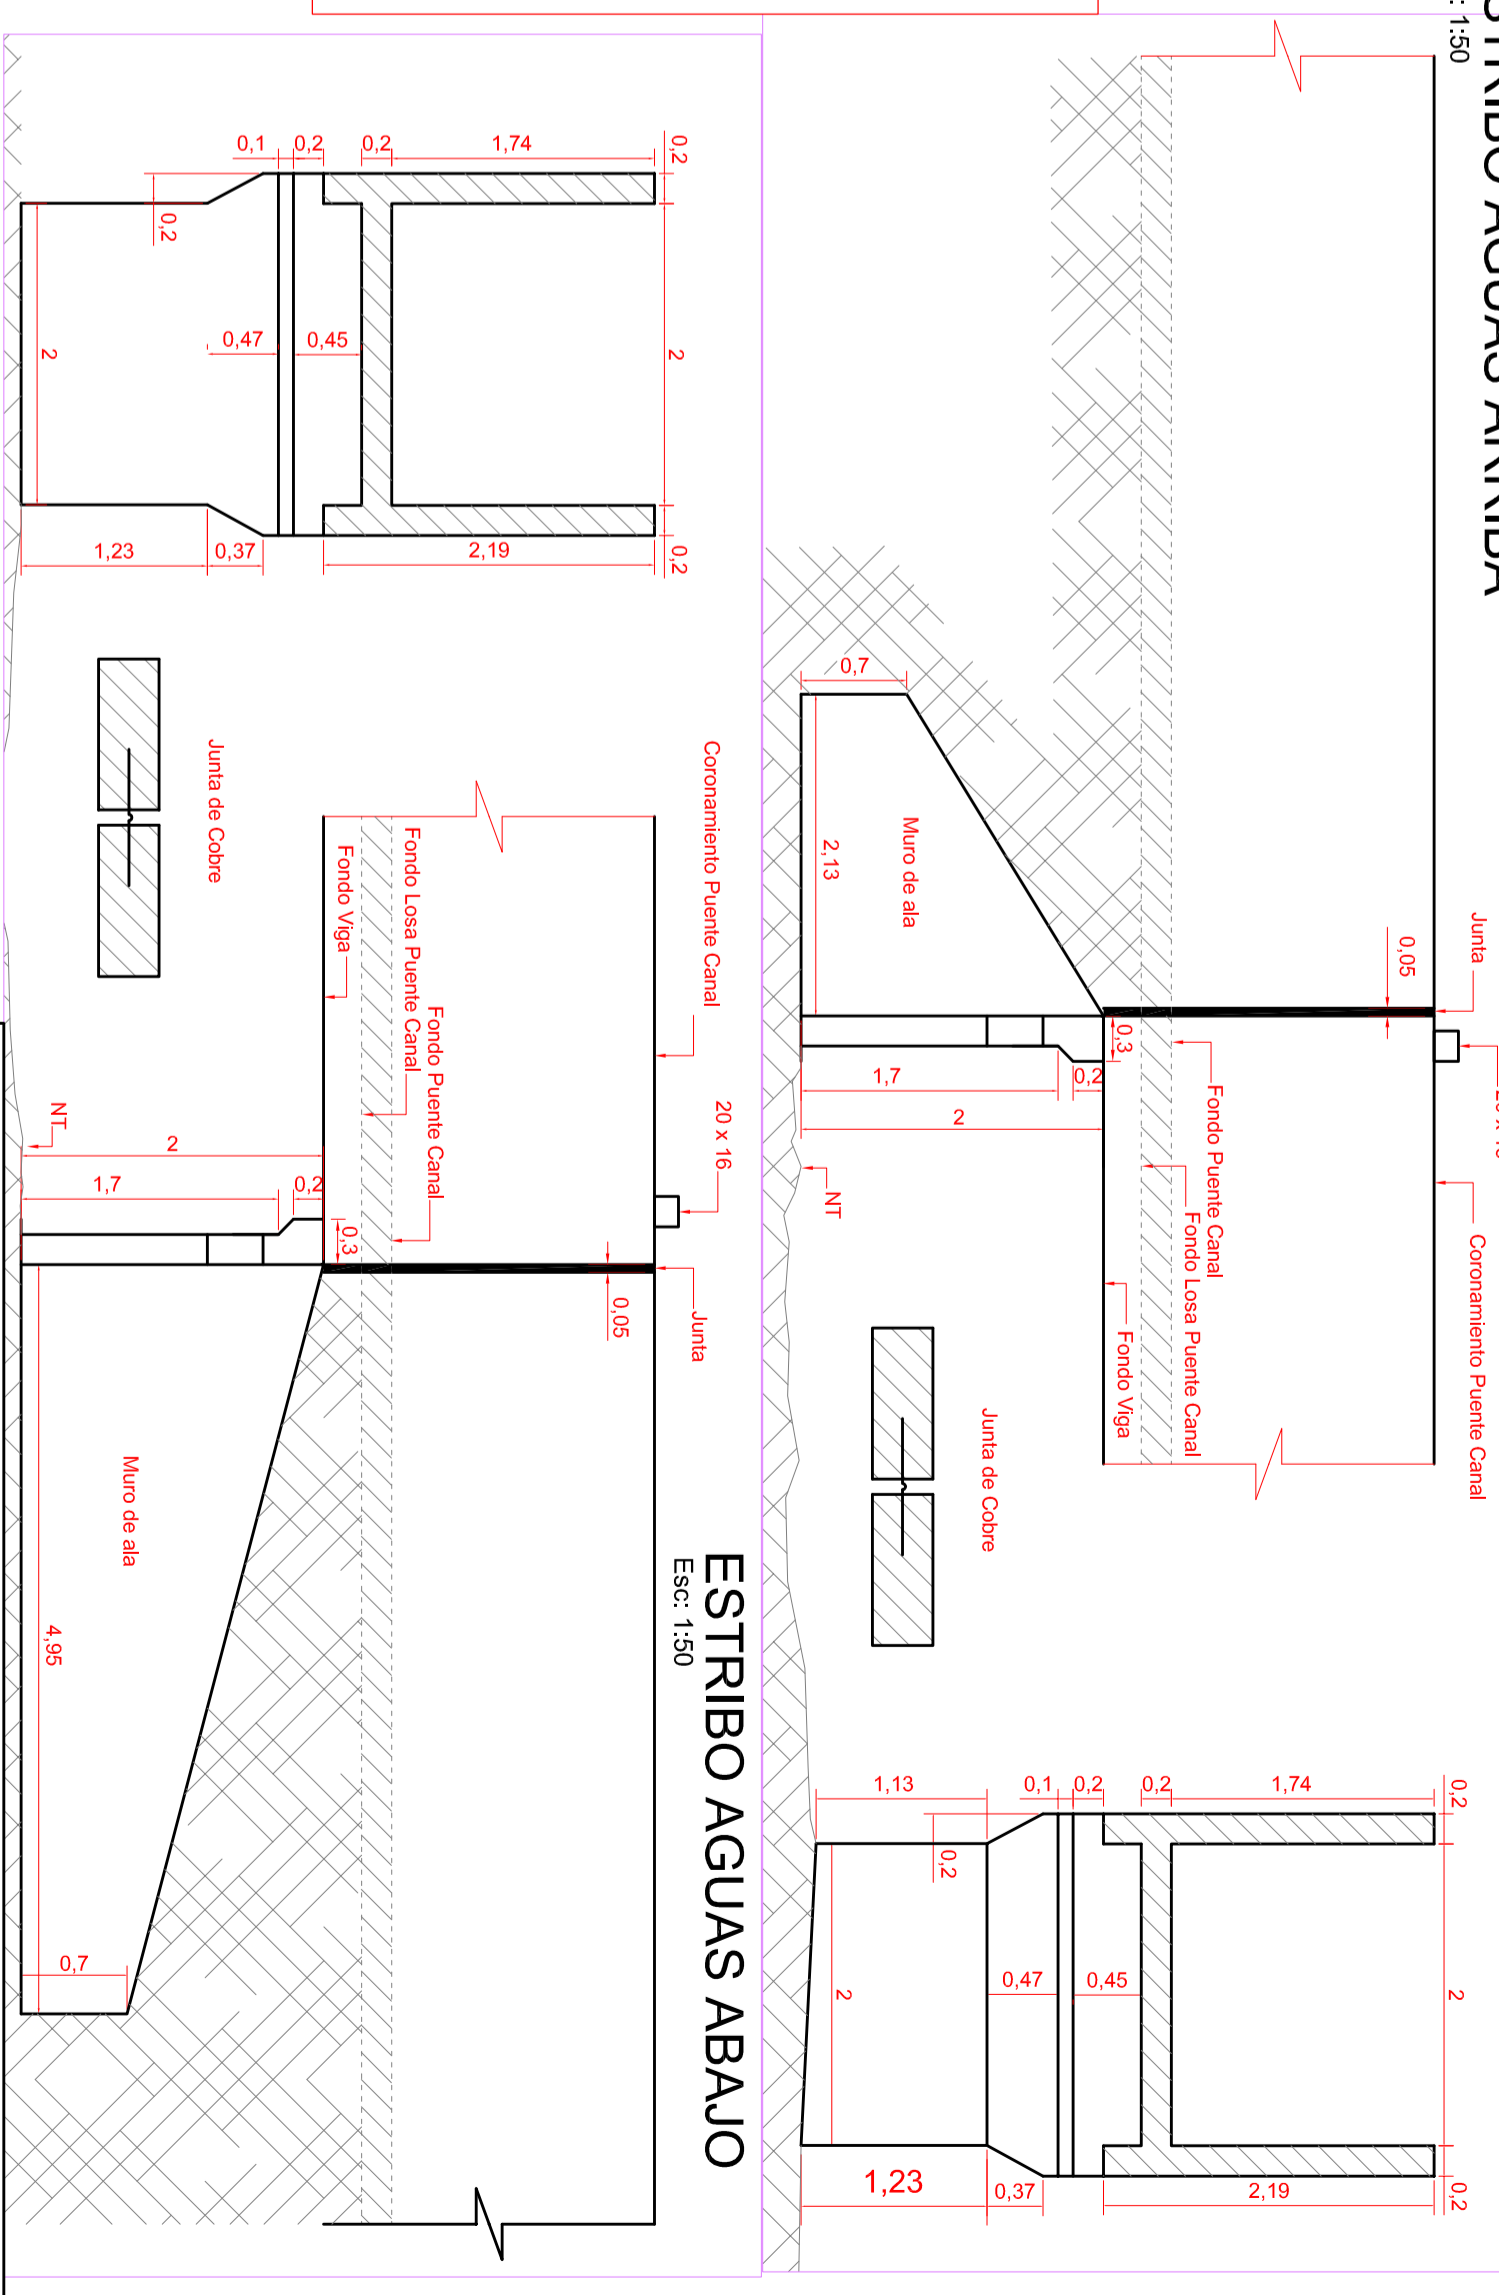 ESTRIBO AGUAS ARRIBA
: 1:50
Junta
0,05
Coronamiento Puente Canal
0,3
0,2
1,7
2
NT
Fondo Puente Canal
Fondo Losa Puente Canal
Fondo Viga
0,7
2,13
Muro de ala
Junta de Cobre
0,2
2
0,2
1,74
0,2
0,2
0,1
1,13
0,2
0,45
0,47
2
2,19
0,37
1,23
ESTRIBO AGUAS ABAJO
Esc: 1:50
0,2
2
0,2
1,74
0,2
0,2
0,1
0,2
0,45
0,47
2
2,19
0,37
1,23
Junta de Cobre
Coronamiento Puente Canal
20 x 16
Junta
0,05
Fondo Puente Canal
Fondo Losa Puente Canal
Fondo Viga
0,3
0,2
1,7
2
NT
Muro de ala
4,95
0,7